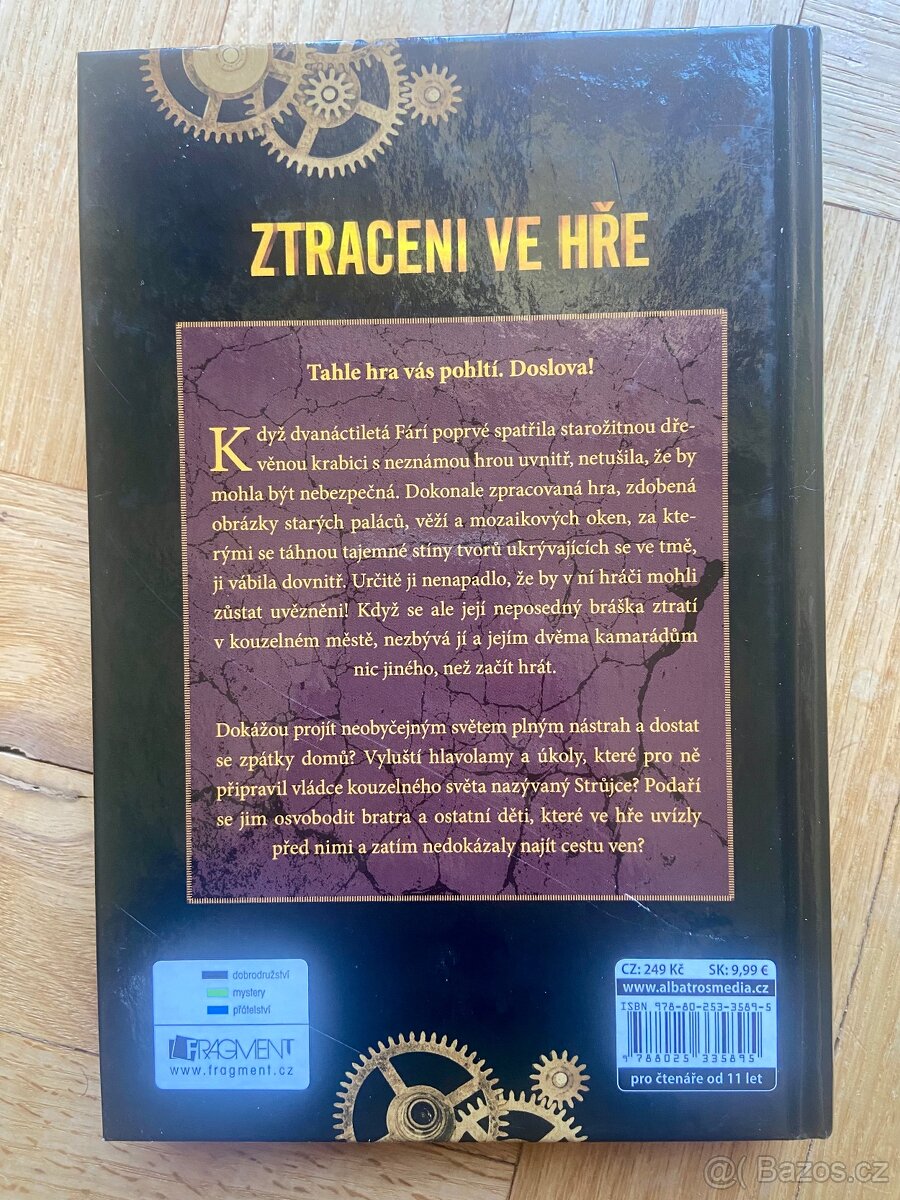 ZTRACENI VE HŘE
Tahle hra vás pohltí. Doslova!
Když dvanáctiletá Fárí poprvé spatřila starožitnou dře-
věnou krabici s neznámou hrou uvnitř, netušila, že by
mohla být nebezpečná. Dokonale zpracovaná hra, zdobená
obrázky starých paláců, věží a mozaikových oken, za kte-
rými se táhnou tajemné stíny tvorů ukrývajících se ve tmě,
ji vábila dovnitř. Určitě ji nenapadlo, že by v ní hráči mohli
zůstat uvězněni! Když se ale její neposedný bráška ztratí
v kouzelném městě, nezbývá jí a jejím dvěma kamarádům
nic jiného, než začít hrát.
Dokážou projít neobyčejným světem plným nástrah a dostat
se zpátky domů? Vyluští hlavolamy a úkoly, které pro ně
připravil vládce kouzelného světa nazývaný Strůjce? Podaří
se jim osvobodit bratra a ostatní děti, které ve hře uvízly
před nimi a zatím nedokázaly najít cestu ven?
dobrodružství
mystery
přátelství
FRAGMENT
www.fragment.cz
CZ: 249 Kč SK: 9,99 €
www.albatrosmedia.cz
ISBN 978-80-253-3589-5
9 788025 335895
pro čtenáře od 11 let
@( Bazos.cz